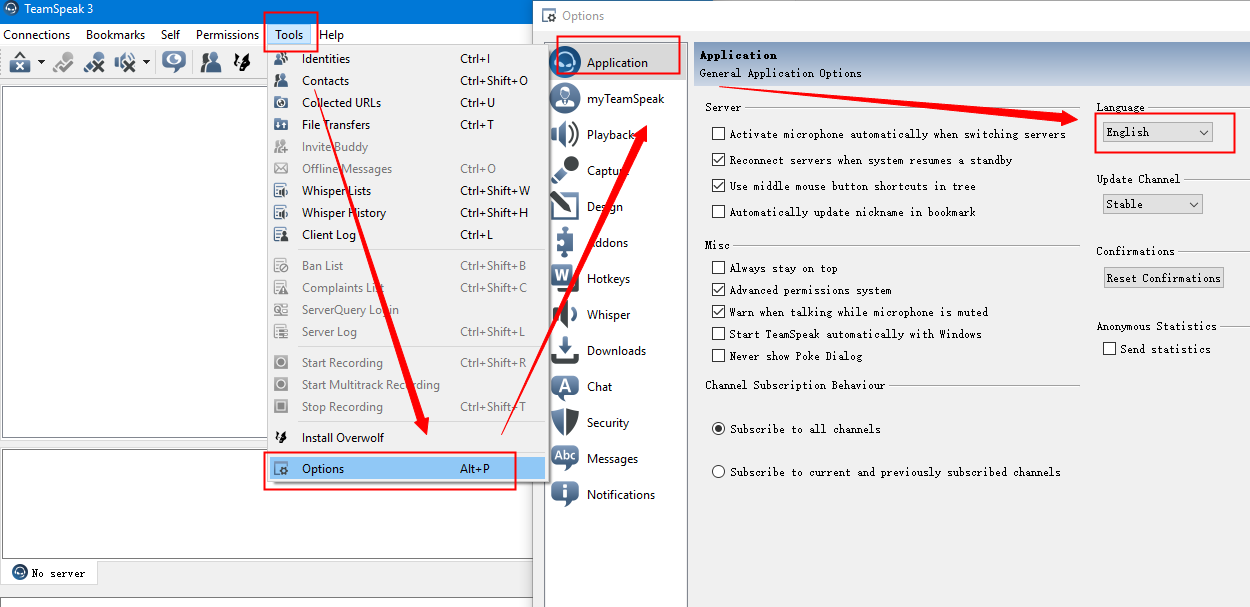 TeamSpeak 3
Connections Bookmarks Self Permissions Tools Help
Identities Ctrl+I
Contacts Ctrl+Shift+O
Collected URLs Ctrl+U
File Transfers Ctrl+T
Invite Buddy
Offline Messages Ctrl+O
Whisper Lists Ctrl+Shift+W
Whisper History Ctrl+Shift+H
Client Log Ctrl+L
Ban List Ctrl+Shift+B
Complaints List Ctrl+Shift+C
ServerQuery Login
Server Log Ctrl+Shift+L
Start Recording Ctrl+Shift+R
Start Multitrack Recording
Stop Recording Ctrl+Shift+T
Install Overwolf
Options Alt+P
No server
Options
Application
myTeamSpeak
Playback
Capture
Design
Addons
Hotkeys
W
Whisper
Downloads
Chat
A
Security
Messages
Abc
Notifications
Application
General Application Options
Server
Activate microphone automatically when switching servers
Reconnect servers when system resumes a standby
Use middle mouse button shortcuts in tree
Automatically update nickname in bookmark
Misc
Always stay on top
Advanced permissions system
Warn when talking while microphone is muted
Start TeamSpeak automatically with Windows
Never show Poke Dialog
Channel Subscription Behaviour
Subscribe to all channels
Subscribe to current and previously subscribed channels
Language
English
Update Channel
Stable
Confirmations
Reset Confirmations
Anonymous Statistics
Send statistics